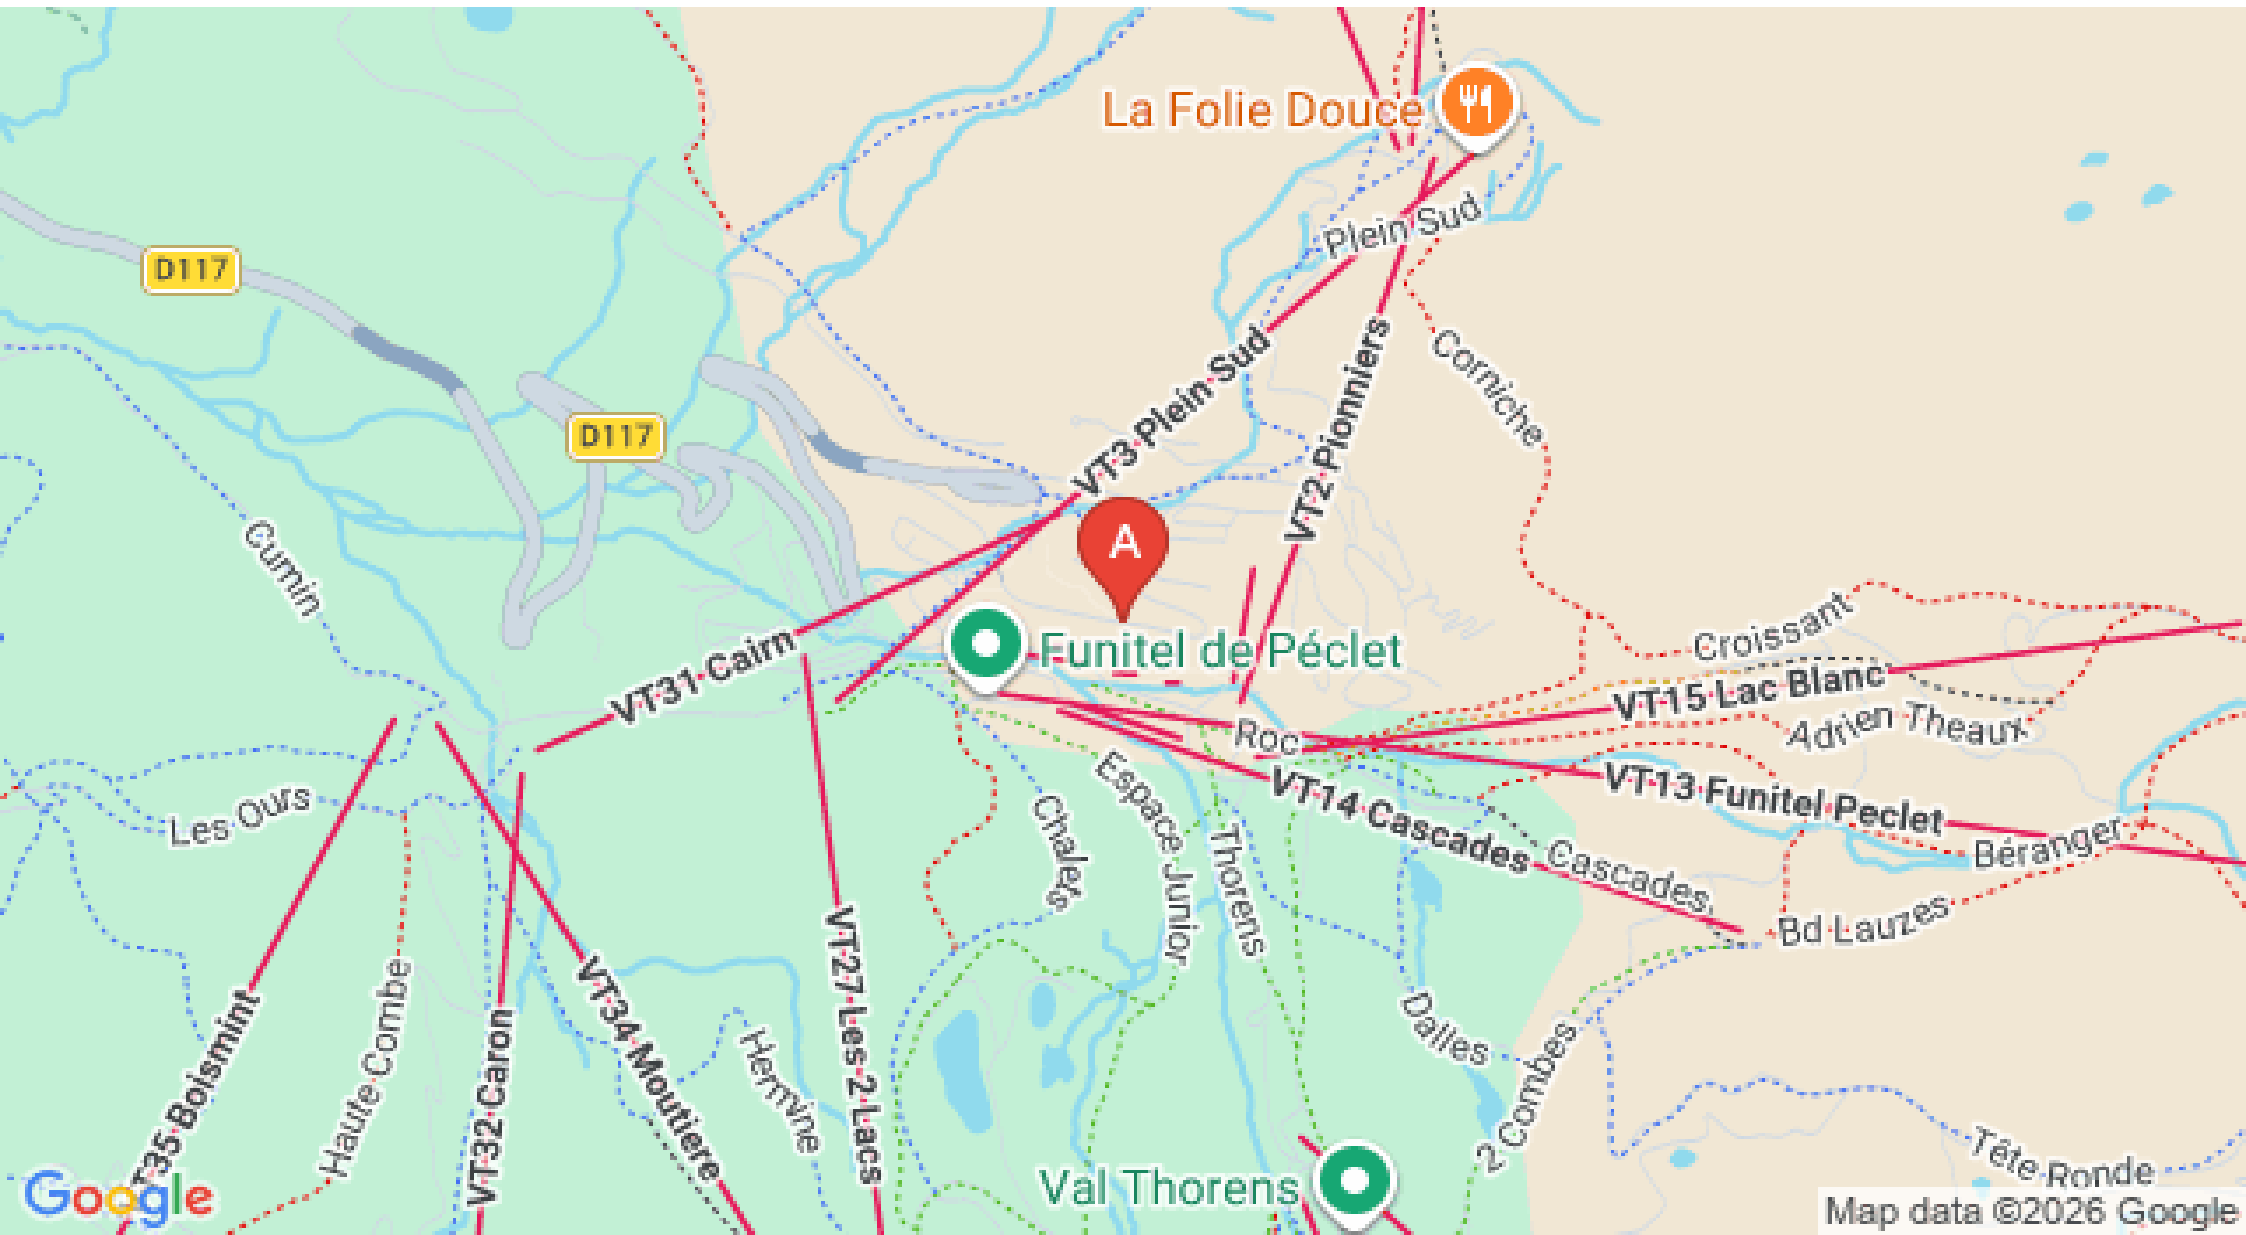 La Folie Douce
Plein Sud
D117
Corniche
VT3 Plein Sud
VT2 Pionniers
D117
A
Cumin
Croissant
Funitel de Péclet
VT31 Cairn
VT15 Lac Blanc
Adrien Theaux
Roc
Les Ours
VT13 Funitel Peclet
VT14 Cascades
Espace Junior
Chalets
Thorens
Cascades
Béranger
Bd Lauzes
VT27 Les 2 Lacs
VT34 Moutiere
Haute Combe
VT35 Boismint
VT32 Caron
Hermine
Dalles
2 Combes
Tête Ronde
Val Thorens
Google
Map data ©2026 Google